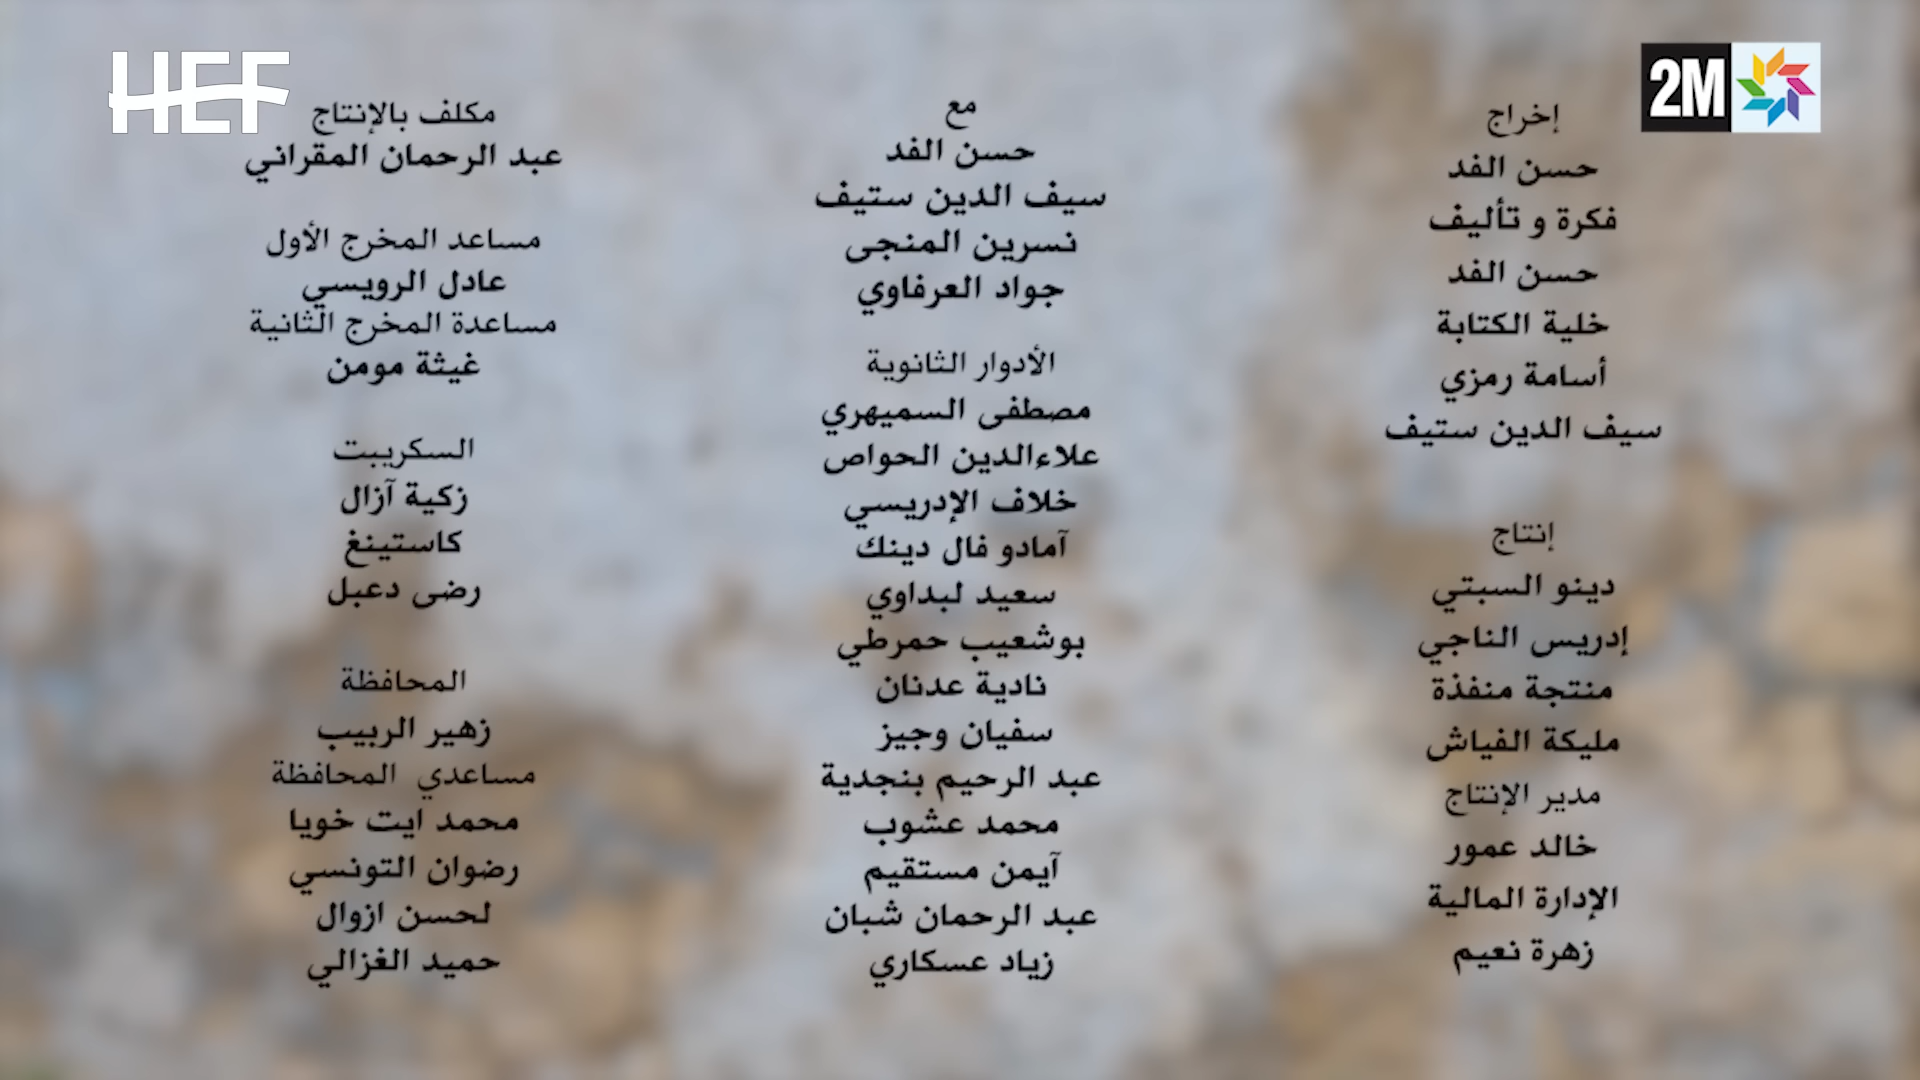 HEF
2M
إخراج
حسن الفد
فكرة و تأليف
حسن الفد
خلية الكتابة
أسامة رمزي
سيف الدين ستيف
إنتاج
دينو السبتي
إدريس الناجي
منتجة منفذة
مليكة الفياش
مدير الإنتاج
خالد عمور
الإدارة المالية
زهرة نعيم
مع
حسن الفد
سيف الدين ستيف
نسرين المنجى
جواد العرفاوي
الأدوار الثانوية
مصطفى السميهري
علاءالدين الحواص
خلاف الإدريسي
آمادو فال دينك
سعيد لبداوي
بوشعيب حمرطي
نادية عدنان
سفيان وجيز
عبد الرحيم بنجدية
محمد عشوب
آيمن مستقيم
عبد الرحمان شبان
زياد عسكاري
مكلف بالإنتاج
عبد الرحمان المقراني
مساعد المخرج الأول
عادل الرويسي
مساعدة المخرج الثانية
غيثة مومن
السكريبت
زكية آزال
كاستينغ
رضى دعبل
المحافظة
زهير الربيب
مساعدي المحافظة
محمد ايت خويا
رضوان التونسي
لحسن ازوال
حميد الغزالي